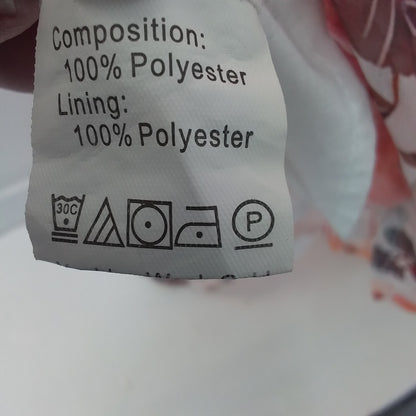 Composition:
100% Polyester
Lining:
100% Polyester
30C P